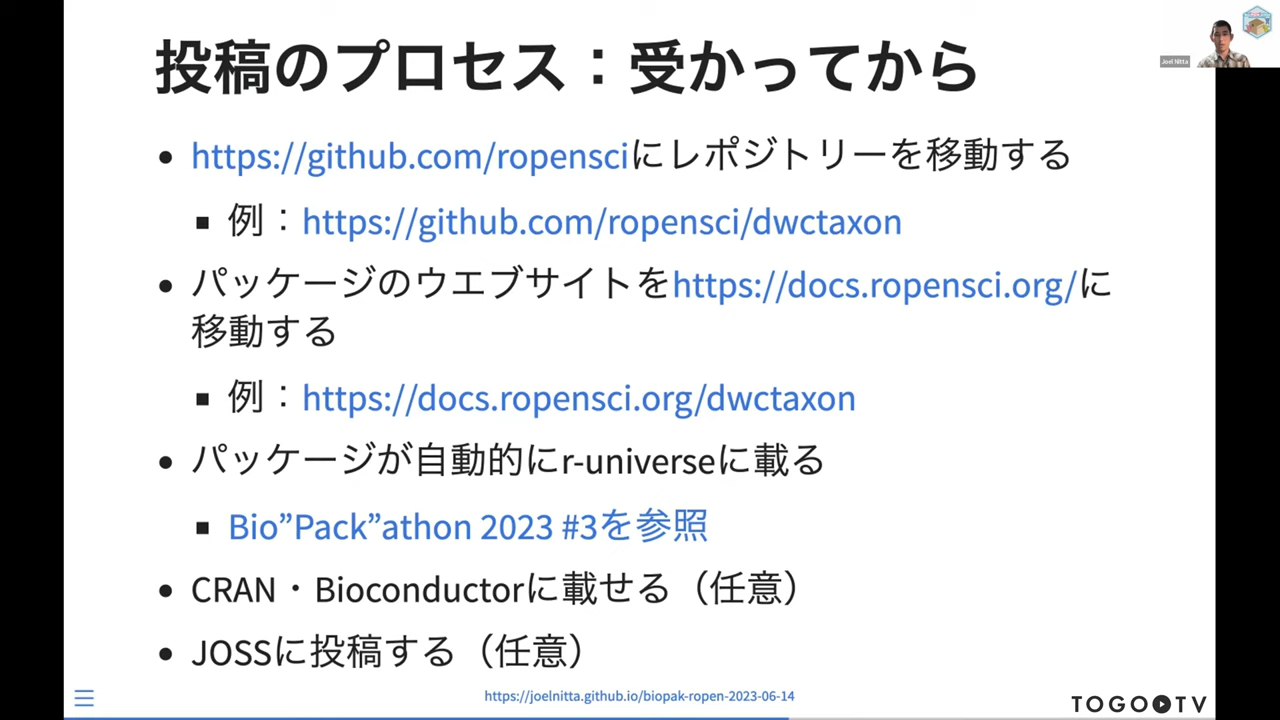 投稿のプロセス：受かってから
Joel Nitta
• https://github.com/ropensciにレポジトリーを移動する
▪ 例：https://github.com/ropensci/dwctaxon
• パッケージのウエブサイトをhttps://docs.ropensci.org/に
移動する
▪ 例：https://docs.ropensci.org/dwctaxon
• パッケージが自動的にr-universeに載る
▪ Bio”Pack”athon 2023 #3を参照
• CRAN・Bioconductorに載せる（任意）
• JOSSに投稿する（任意）
https://joelnitta.github.io/biopak-ropen-2023-06-14
TOGOTV